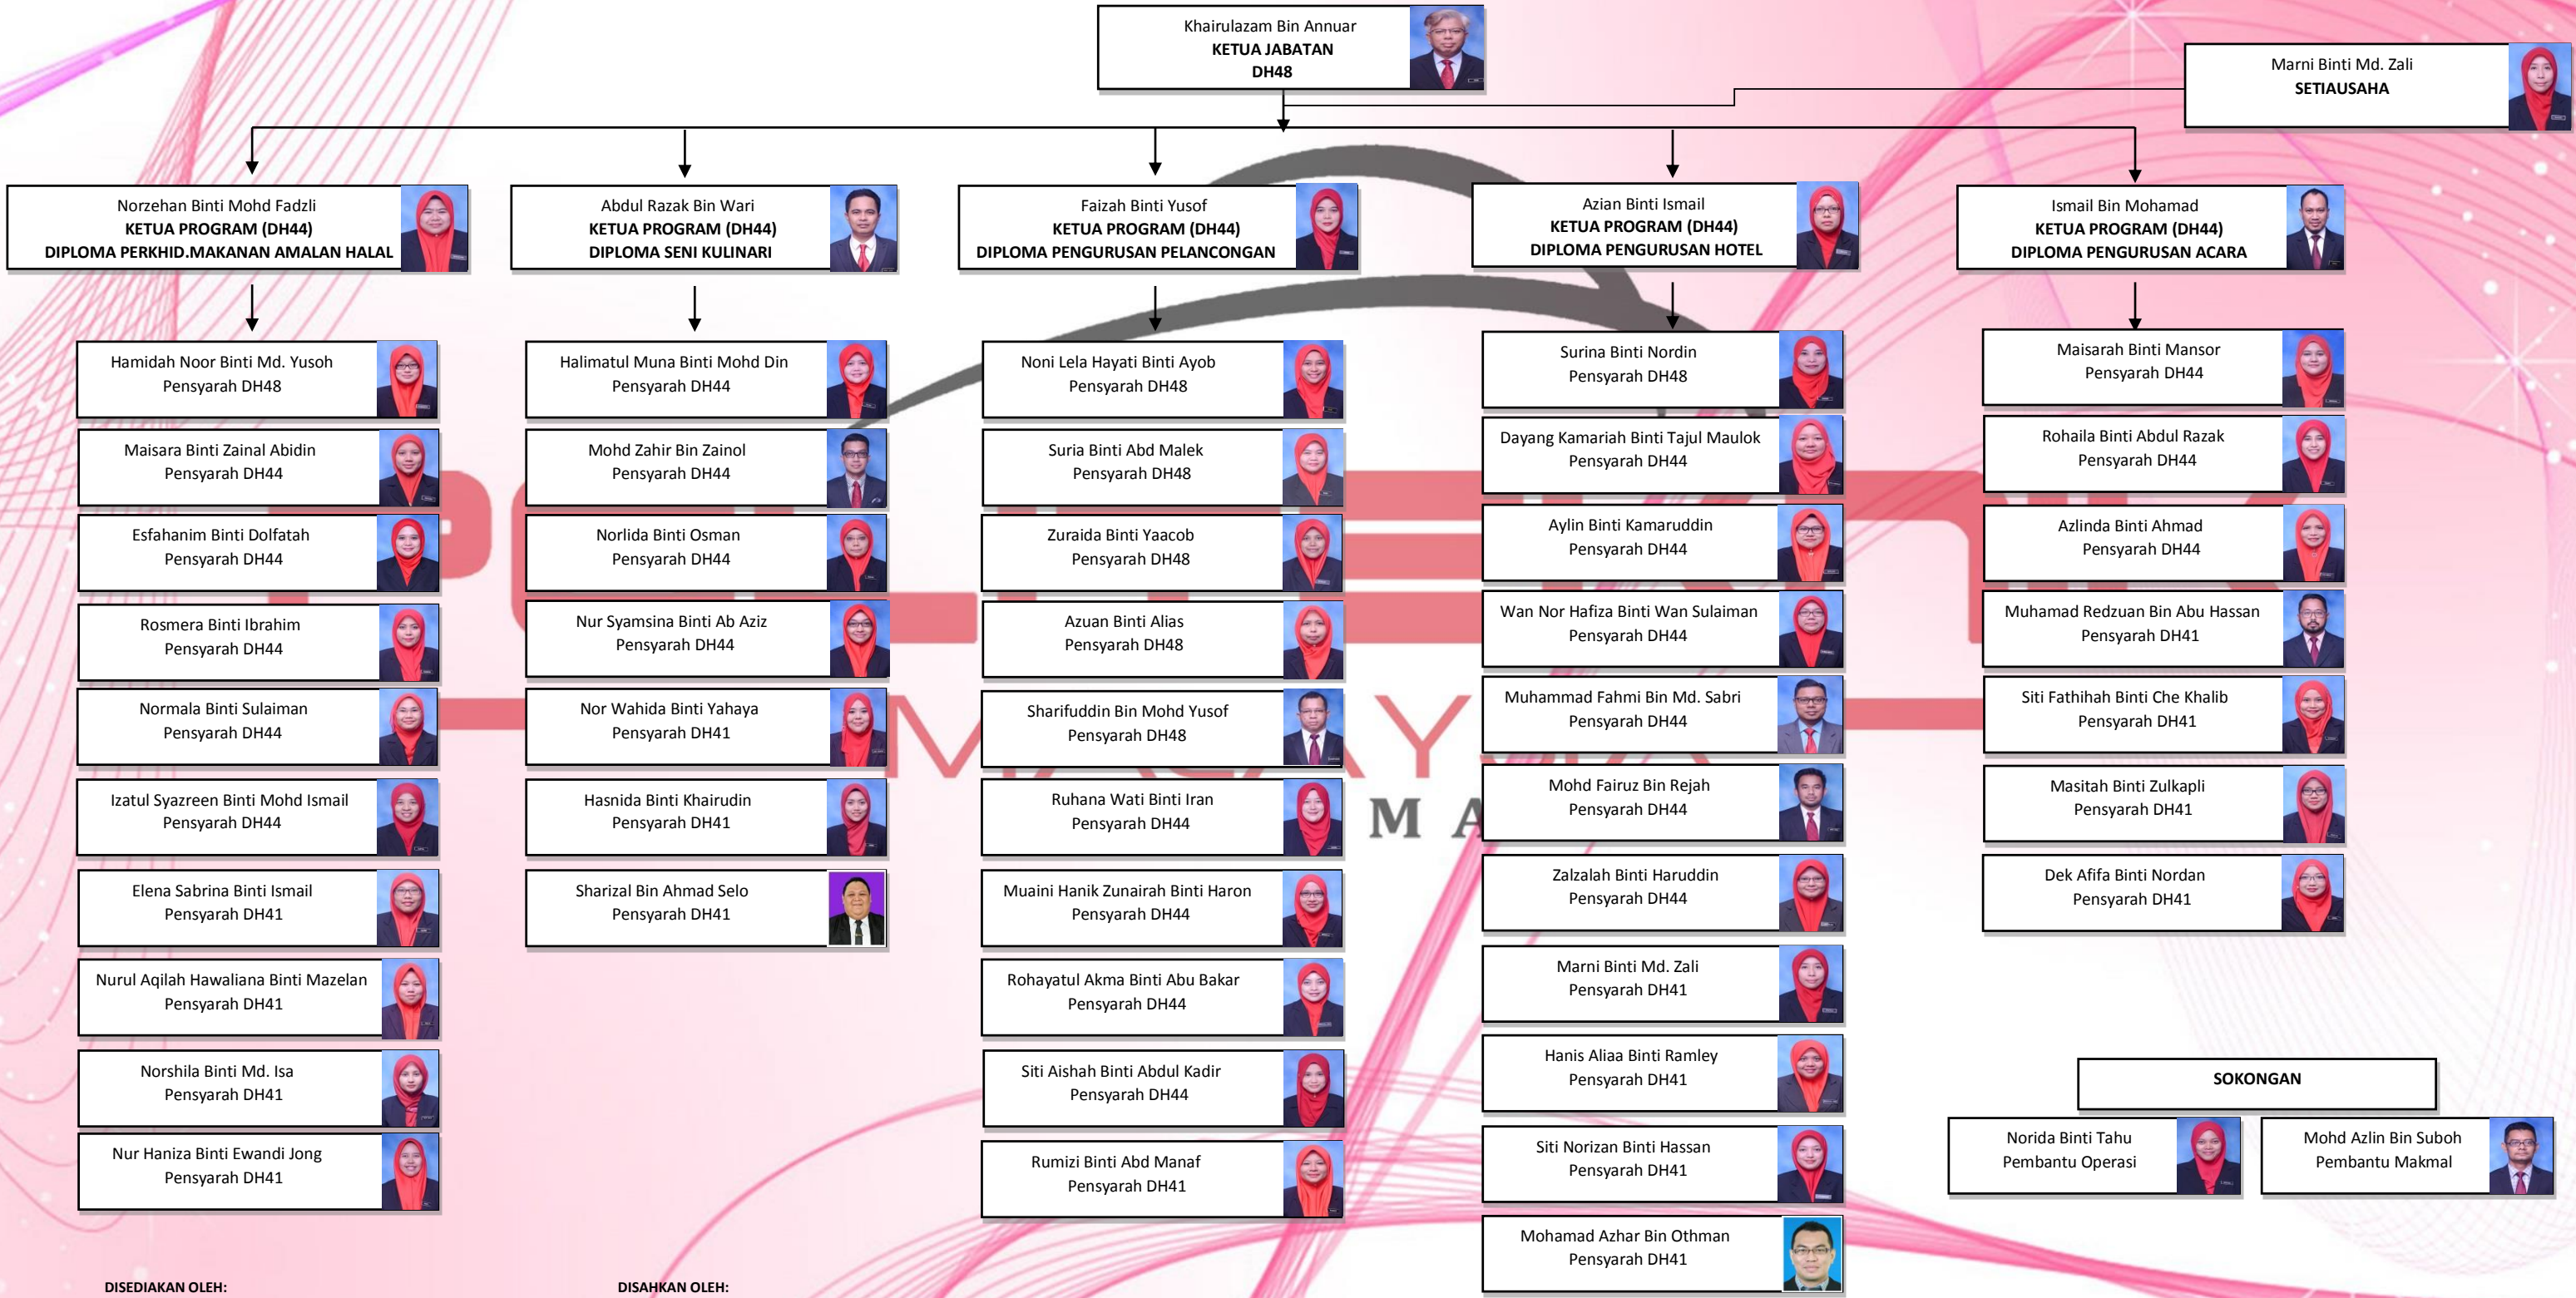 Khairulazam Bin Annuar
KETUA JABATAN
DH48
Marni Binti Md. Zali
SETIAUSAHA
Norzehan Binti Mohd Fadzli
KETUA PROGRAM (DH44)
DIPLOMA PERKHID.MAKANAN AMALAN HALAL
Abdul Razak Bin Wari
KETUA PROGRAM (DH44)
DIPLOMA SENI KULINARI
Faizah Binti Yusof
KETUA PROGRAM (DH44)
DIPLOMA PENGURUSAN PELANCONGAN
Azian Binti Ismail
KETUA PROGRAM (DH44)
DIPLOMA PENGURUSAN HOTEL
Ismail Bin Mohamad
KETUA PROGRAM (DH44)
DIPLOMA PENGURUSAN ACARA
Hamidah Noor Binti Md. Yusoh
Pensyarah DH48
Maisara Binti Zainal Abidin
Pensyarah DH44
Esfahanim Binti Dolfatah
Pensyarah DH44
Rosmera Binti Ibrahim
Pensyarah DH44
Normala Binti Sulaiman
Pensyarah DH44
Izatul Syazreen Binti Mohd Ismail
Pensyarah DH44
Elena Sabrina Binti Ismail
Pensyarah DH41
Nurul Aqilah Hawaliana Binti Mazelan
Pensyarah DH41
Norshila Binti Md. Isa
Pensyarah DH41
Nur Haniza Binti Ewandi Jong
Pensyarah DH41
Halimatul Muna Binti Mohd Din
Pensyarah DH44
Mohd Zahir Bin Zainol
Pensyarah DH44
Norlida Binti Osman
Pensyarah DH44
Nur Syamsina Binti Ab Aziz
Pensyarah DH44
Nor Wahida Binti Yahaya
Pensyarah DH41
Hasnida Binti Khairudin
Pensyarah DH41
Sharizal Bin Ahmad Selo
Pensyarah DH41
Noni Lela Hayati Binti Ayob
Pensyarah DH48
Suria Binti Abd Malek
Pensyarah DH48
Zuraida Binti Yaacob
Pensyarah DH48
Azuan Binti Alias
Pensyarah DH48
Sharifuddin Bin Mohd Yusof
Pensyarah DH48
Ruhana Wati Binti Iran
Pensyarah DH44
Muaini Hanik Zunairah Binti Haron
Pensyarah DH44
Rohayatul Akma Binti Abu Bakar
Pensyarah DH44
Siti Aishah Binti Abdul Kadir
Pensyarah DH44
Rumizi Binti Abd Manaf
Pensyarah DH41
Surina Binti Nordin
Pensyarah DH48
Dayang Kamariah Binti Tajul Maulok
Pensyarah DH44
Aylin Binti Kamaruddin
Pensyarah DH44
Wan Nor Hafiza Binti Wan Sulaiman
Pensyarah DH44
Muhammad Fahmi Bin Md. Sabri
Pensyarah DH44
Mohd Fairuz Bin Rejah
Pensyarah DH44
Zalzalah Binti Haruddin
Pensyarah DH44
Marni Binti Md. Zali
Pensyarah DH41
Hanis Aliaa Binti Ramley
Pensyarah DH41
Siti Norizan Binti Hassan
Pensyarah DH41
Mohamad Azhar Bin Othman
Pensyarah DH41
Maisarah Binti Mansor
Pensyarah DH44
Rohaila Binti Abdul Razak
Pensyarah DH44
Azlinda Binti Ahmad
Pensyarah DH44
Muhamad Redzuan Bin Abu Hassan
Pensyarah DH41
Siti Fathihah Binti Che Khalib
Pensyarah DH41
Masitah Binti Zulkapli
Pensyarah DH41
Dek Afifa Binti Nordan
Pensyarah DH41
SOKONGAN
Norida Binti Tahu
Pembantu Operasi
Mohd Azlin Bin Suboh
Pembantu Makmal
DISEDIAKAN OLEH:
DISAHKAN OLEH: